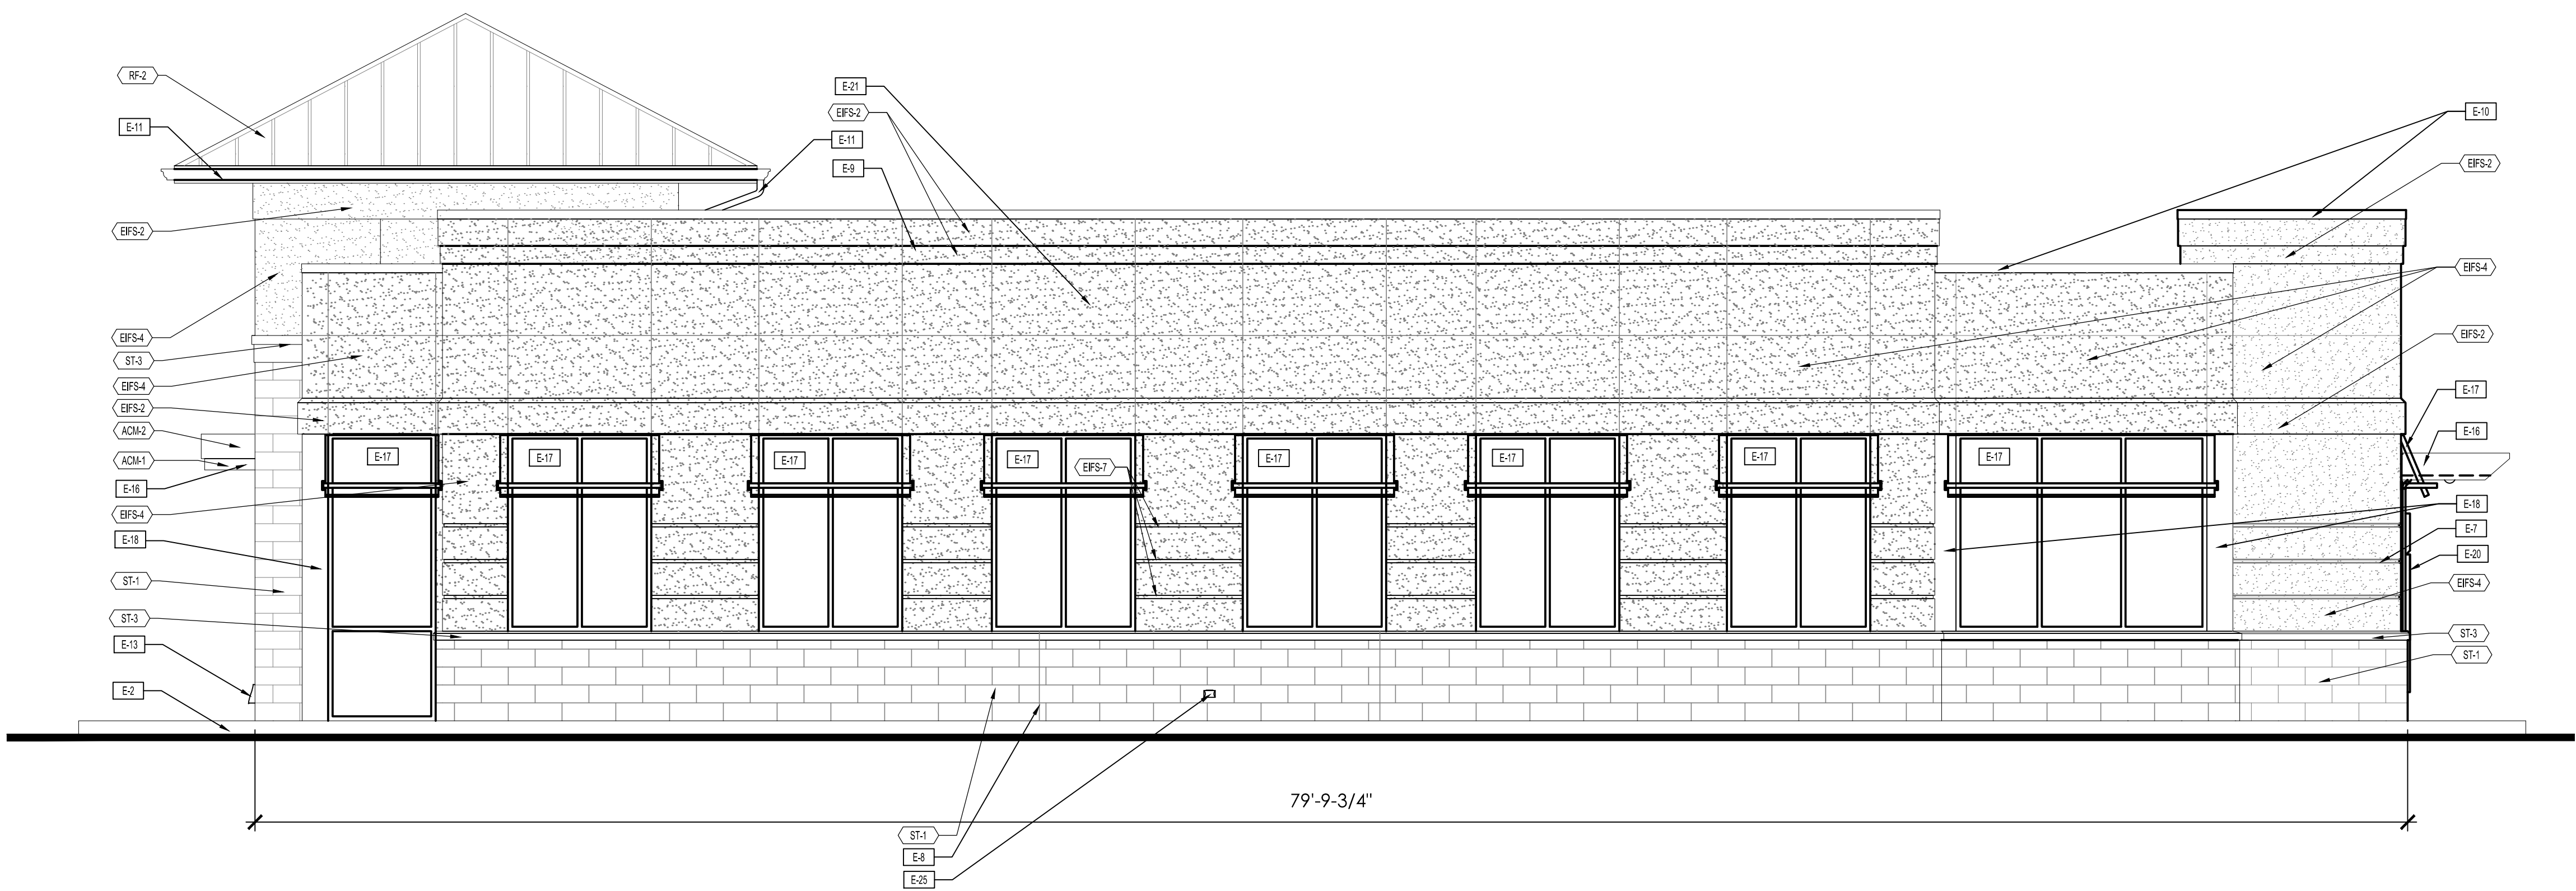 RF-2
E-11
EIFS-2
EIFS-4
ST-3
EIFS-4
EIFS-2
ACM-2
ACM-1
E-16
EIFS-4
E-18
ST-1
ST-3
E-13
E-2
E-21
EIFS-2
E-11
E-9
E-17
E-17
E-17
E-17
EIFS-7
E-17
E-17
E-17
E-17
E-10
EIFS-2
EIFS-4
EIFS-2
E-17
E-16
E-18
E-7
E-20
EIFS-4
ST-3
ST-1
79'-9-3/4"
ST-1
E-8
E-25